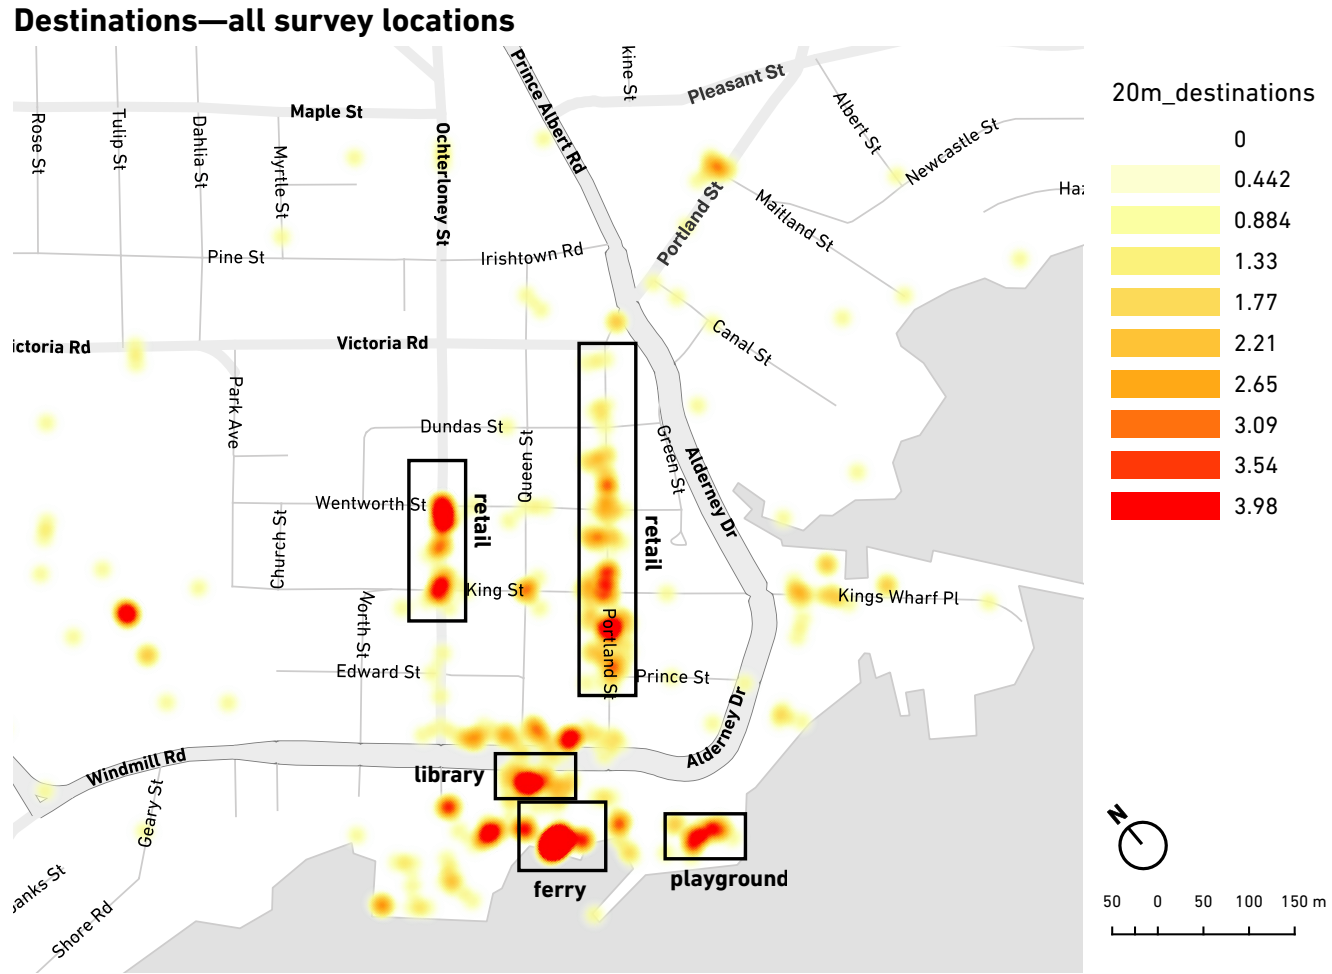 Destinations—all survey locations
kine St
Pleasant St
Prince Albert Rd
Albert St
Newcastle St
Maple St
Rose St
Tulip St
Dahlia St
Myrtle St
Ochterloney St
Portland St
Maitland St
Haz
Pine St
Irishtown Rd
ictoria Rd
Victoria Rd
Canal St
Park Ave
Dundas St
Queen St
Green St
Alderney Dr
Wentworth St
retail
retail
Church St
King St
Kings Wharf Pl
North St
Portland St
Edward St
Prince St
Alderney Dr
Windmill Rd
library
Geary St
ferry
playground
banks St
Shore Rd
20m_destinations
0
0.442
0.884
1.33
1.77
2.21
2.65
3.09
3.54
3.98
N
50 0 50 100 150 m